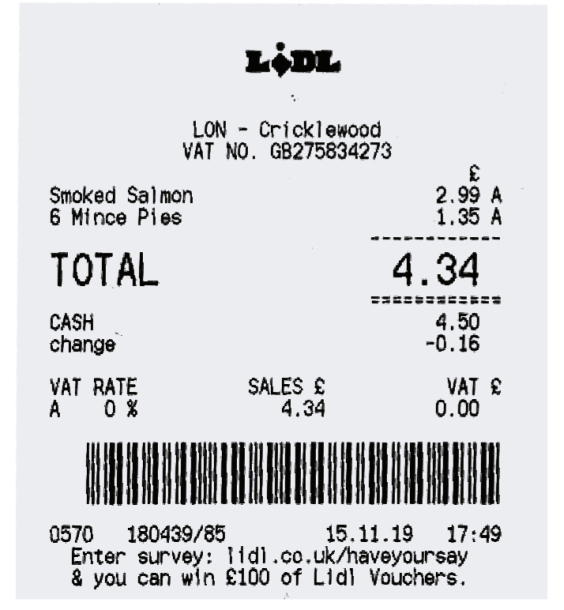 LiDL
LON - Cricklewood
VAT NO. GB275834273
£
Smoked Salmon 2.99 A
6 Mince Pies 1.35 A
TOTAL 4.34
CASH 4.50
change -0.16
VAT RATE SALES £ VAT £
A 0 % 4.34 0.00
0570 180439/85 15.11.19 17:49
Enter survey: lidl.co.uk/haveyoursay
& you can win £100 of Lidl Vouchers.